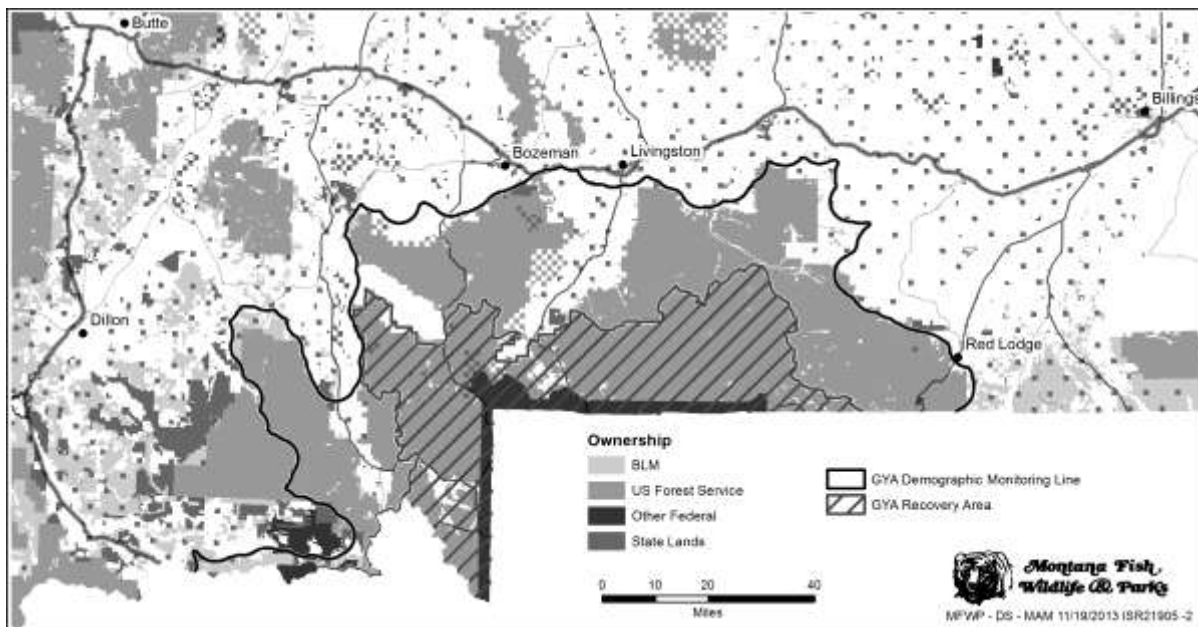 Butte
Billings
Bozeman
Livingston
Dillon
Red Lodge
Ownership
BLM
US Forest Service
Other Federal
State Lands
GYA Demographic Monitoring Line
GYA Recovery Area
0 10 20 40
Miles
Montana Fish,
Wildlife & Parks
MFWP - DS - MAM 11/19/2013 ISR21905 -2